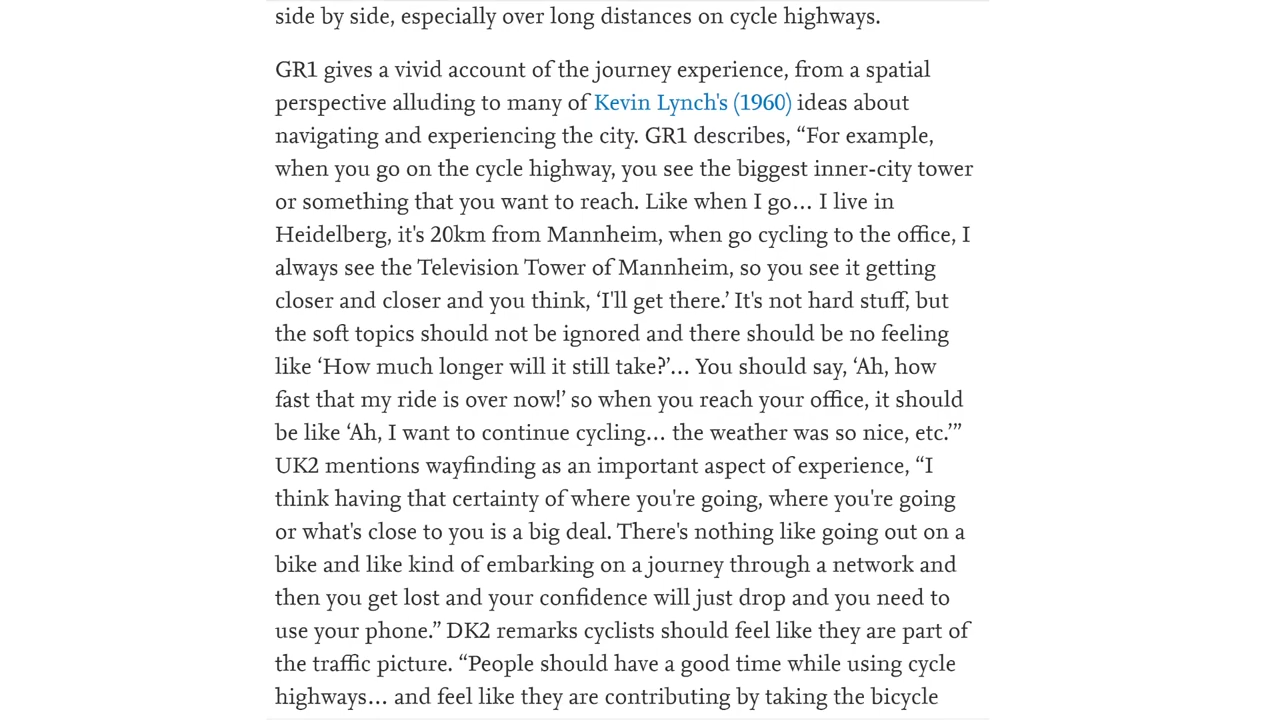 side by side, especially over long distances on cycle highways.
GR1 gives a vivid account of the journey experience, from a spatial
perspective alluding to many of Kevin Lynch's (1960) ideas about
navigating and experiencing the city. GR1 describes, “For example,
when you go on the cycle highway, you see the biggest inner-city tower
or something that you want to reach. Like when I go… I live in
Heidelberg, it's 20km from Mannheim, when go cycling to the office, I
always see the Television Tower of Mannheim, so you see it getting
closer and closer and you think, ‘I'll get there.’ It's not hard stuff, but
the soft topics should not be ignored and there should be no feeling
like ‘How much longer will it still take?’… You should say, ‘Ah, how
fast that my ride is over now!’ so when you reach your office, it should
be like ‘Ah, I want to continue cycling… the weather was so nice, etc.’”
UK2 mentions wayfinding as an important aspect of experience, “I
think having that certainty of where you're going, where you're going
or what's close to you is a big deal. There's nothing like going out on a
bike and like kind of embarking on a journey through a network and
then you get lost and your confidence will just drop and you need to
use your phone.” DK2 remarks cyclists should feel like they are part of
the traffic picture. “People should have a good time while using cycle
highways… and feel like they are contributing by taking the bicycle